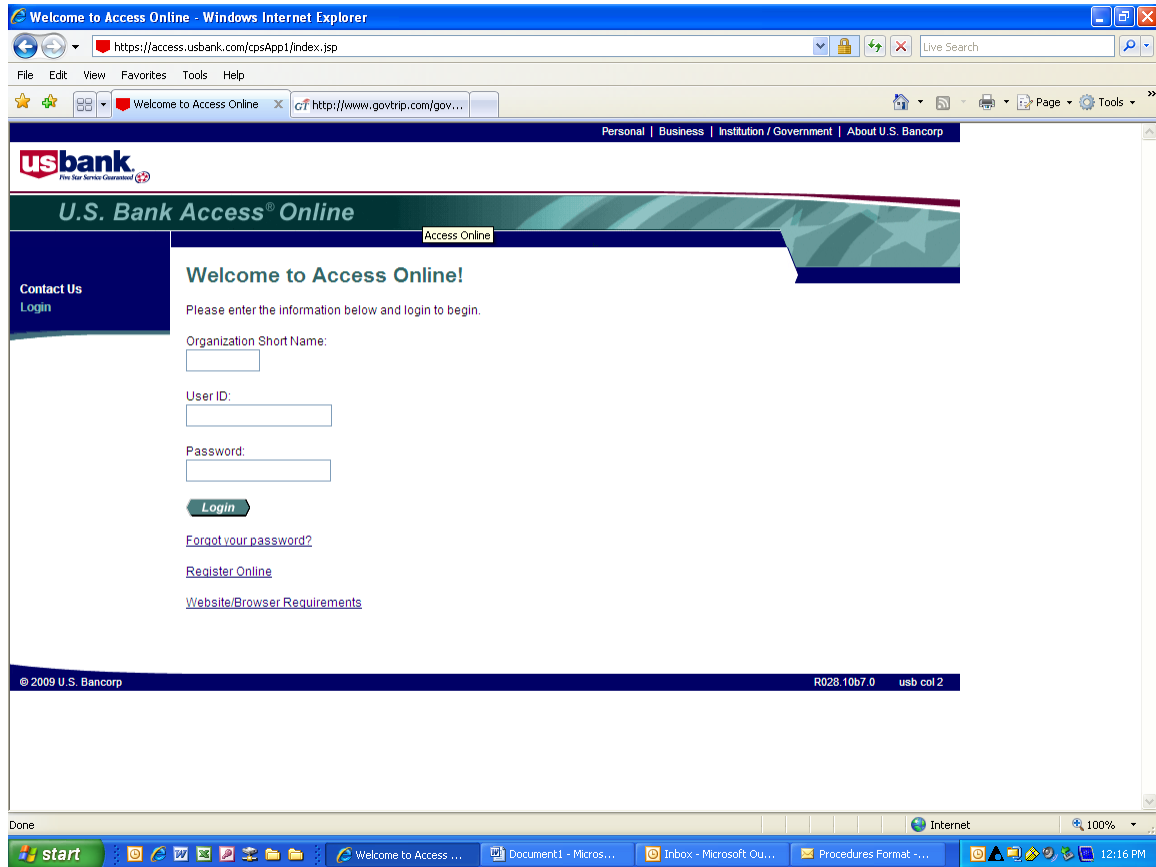 Welcome to Access Online - Windows Internet Explorer
https://access.usbank.com/cpsApp1/index.jsp
Live Search
File Edit View Favorites Tools Help
Welcome to Access Online
http://www.govtrip.com/gov...
Page Tools
Personal | Business | Institution / Government | About U.S. Bancorp
usbank.
Five Star Service Guaranteed
U.S. Bank Access® Online
Access Online
Contact Us
Login
Welcome to Access Online!
Please enter the information below and login to begin.
Organization Short Name:
User ID:
Password:
Login
Forgot your password?
Register Online
Website/Browser Requirements
© 2009 U.S. Bancorp
R028.10b7.0 usb col 2
Done
Internet
100%
start
Welcome to Access ...
Document1 - Micros...
Inbox - Microsoft Ou...
Procedures Format -...
12:16 PM